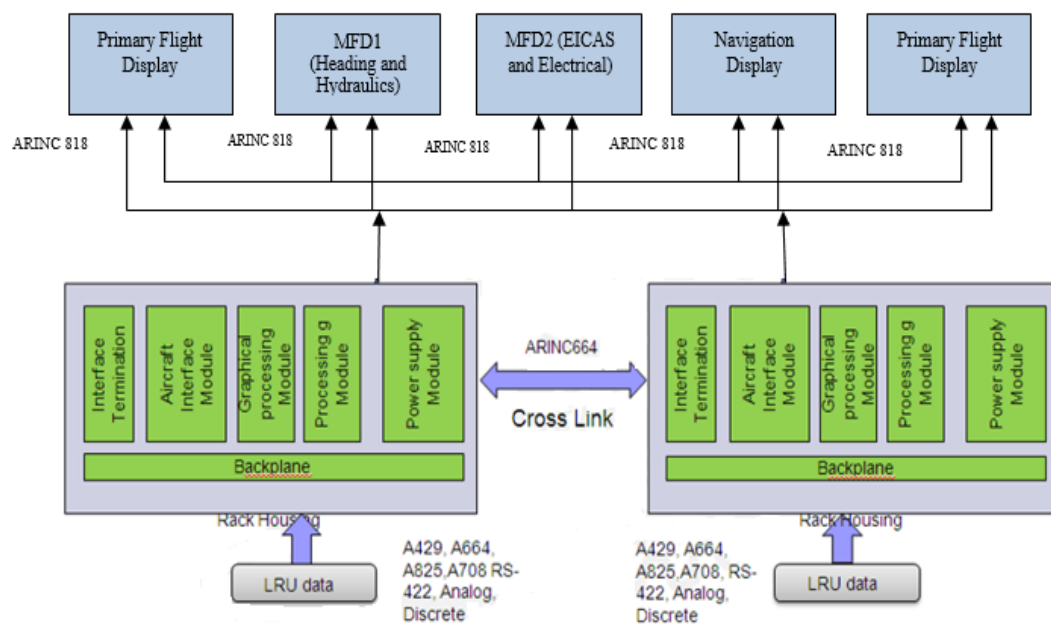 Primary Flight
Display
MFD1
(Heading and
Hydraulics)
MFD2 (EICAS
and Electrical)
Navigation
Display
Primary Flight
Display
ARINC 818
ARINC 818
ARINC 818
ARINC 818
ARINC 818
Interface
Termination
Aircraft
Interface
Module
Graphical
processing
Module
Processing g
Module
Power supply
Module
Backplane
Rack Housing
ARINC664
Cross Link
Interface
Termination
Aircraft
Interface
Module
Graphical
processing
Module
Processing g
Module
Power supply
Module
Backplane
Rack Housing
LRU data
A429, A664,
A825,A708 RS-
422, Analog,
Discrete
A429, A664,
A825,A708, RS-
422, Analog,
Discrete
LRU data